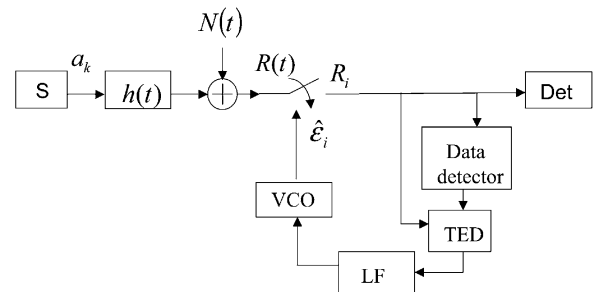 N(t)
a_k
R(t)
R_i
S
h(t)
+
Det
ε̂_i
Data
detector
VCO
TED
LF